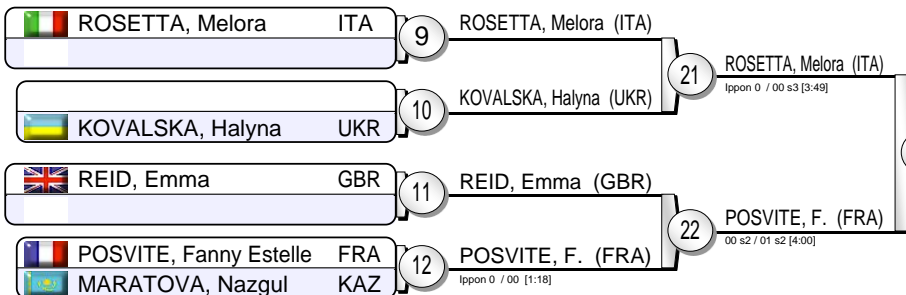 ROSETTA, Melora ITA
9
ROSETTA, Melora (ITA)
21
ROSETTA, Melora (ITA)
Ippon 0 / 00 s3 [3:49]
10
KOVALSKA, Halyna (UKR)
KOVALSKA, Halyna UKR
REID, Emma GBR
11
REID, Emma (GBR)
22
POSVITE, F. (FRA)
00 s2 / 01 s2 [4:00]
POSVITE, Fanny Estelle FRA
12
POSVITE, F. (FRA)
Ippon 0 / 00 [1:18]
MARATOVA, Nazgul KAZ